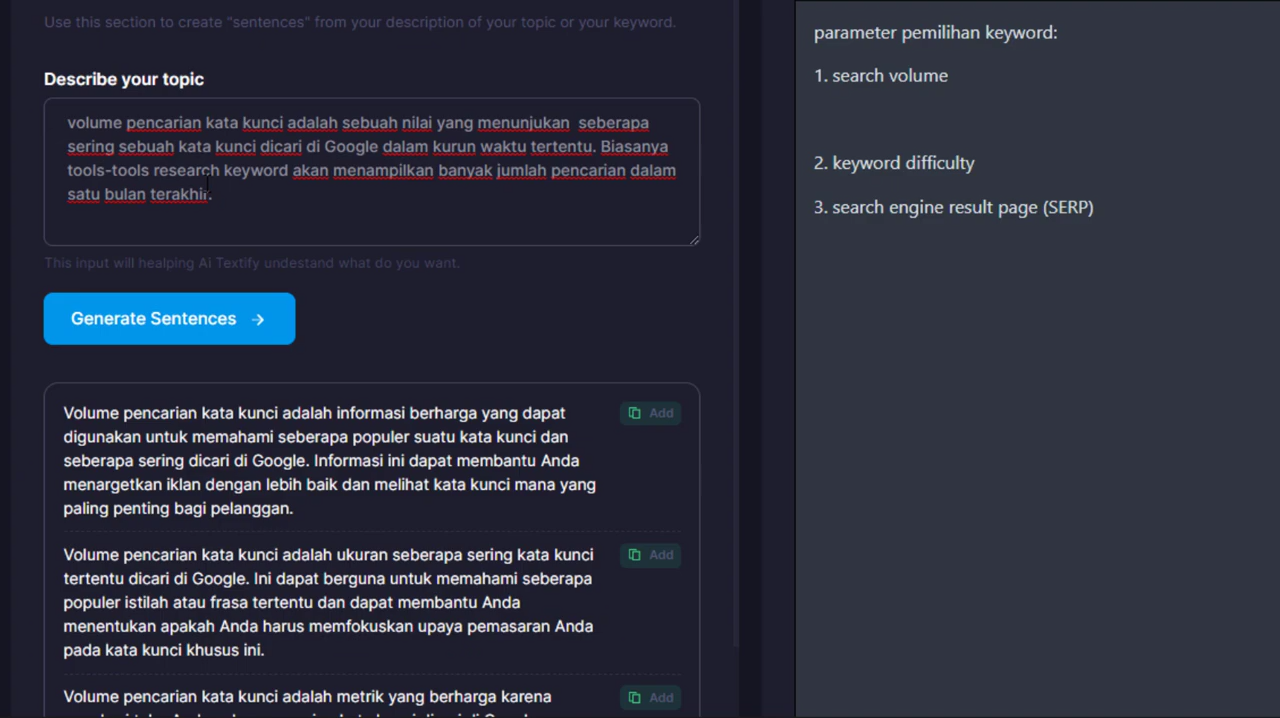 Use this section to create "sentences" from your description of your topic or your keyword.
Describe your topic
volume pencarian kata kunci adalah sebuah nilai yang menunjukan  seberapa
sering sebuah kata kunci dicari di Google dalam kurun waktu tertentu. Biasanya
tools-tools research keyword akan menampilkan banyak jumlah pencarian dalam
satu bulan terakhir.
This input will healping Ai Textify undestand what do you want.
Generate Sentences →
Volume pencarian kata kunci adalah informasi berharga yang dapat
digunakan untuk memahami seberapa populer suatu kata kunci dan
seberapa sering dicari di Google. Informasi ini dapat membantu Anda
menargetkan iklan dengan lebih baik dan melihat kata kunci mana yang
paling penting bagi pelanggan.
Add
Volume pencarian kata kunci adalah ukuran seberapa sering kata kunci
tertentu dicari di Google. Ini dapat berguna untuk memahami seberapa
populer istilah atau frasa tertentu dan dapat membantu Anda
menentukan apakah Anda harus memfokuskan upaya pemasaran Anda
pada kata kunci khusus ini.
Add
Volume pencarian kata kunci adalah metrik yang berharga karena
Add
parameter pemilihan keyword:
1. search volume
2. keyword difficulty
3. search engine result page (SERP)